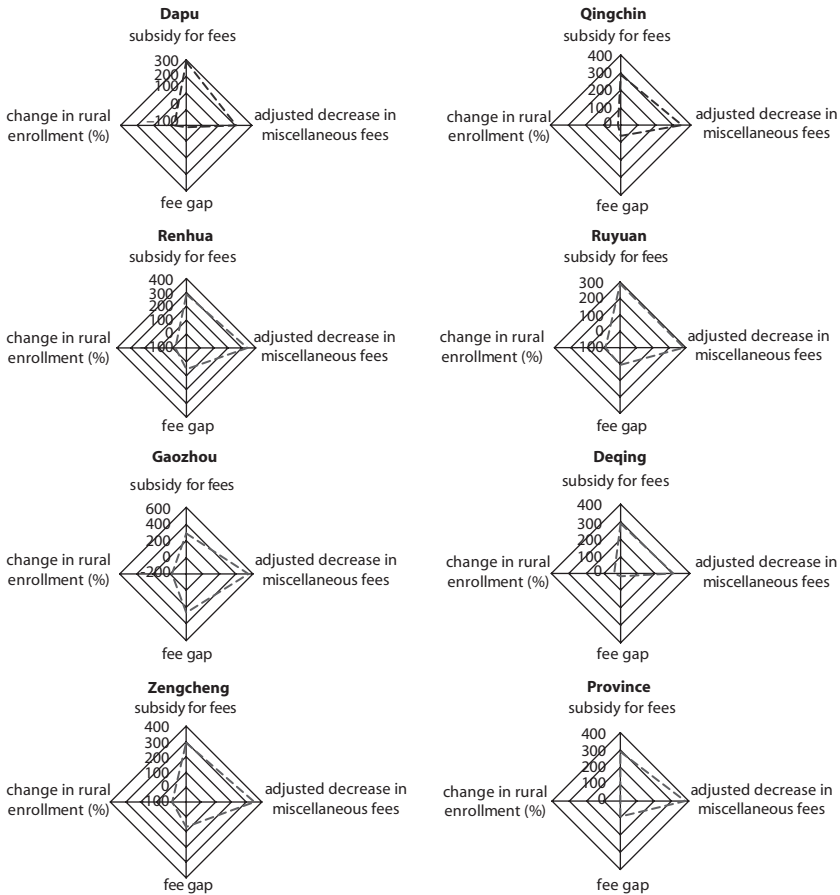 Dapu
subsidy for fees
300
200
100
0
–100
change in rural
enrollment (%)
adjusted decrease in
miscellaneous fees
fee gap
Qingchin
subsidy for fees
400
300
200
100
0
change in rural
enrollment (%)
adjusted decrease in
miscellaneous fees
fee gap
Renhua
subsidy for fees
400
300
200
100
0
–100
change in rural
enrollment (%)
adjusted decrease in
miscellaneous fees
fee gap
Ruyuan
subsidy for fees
300
200
100
0
–100
change in rural
enrollment (%)
adjusted decrease in
miscellaneous fees
fee gap
Gaozhou
subsidy for fees
600
400
200
0
–200
change in rural
enrollment (%)
adjusted decrease in
miscellaneous fees
fee gap
Deqing
subsidy for fees
400
300
200
100
0
change in rural
enrollment (%)
adjusted decrease in
miscellaneous fees
fee gap
Zengcheng
subsidy for fees
400
300
200
100
0
–100
change in rural
enrollment (%)
adjusted decrease in
miscellaneous fees
fee gap
Province
subsidy for fees
400
300
200
100
0
change in rural
enrollment (%)
adjusted decrease in
miscellaneous fees
fee gap